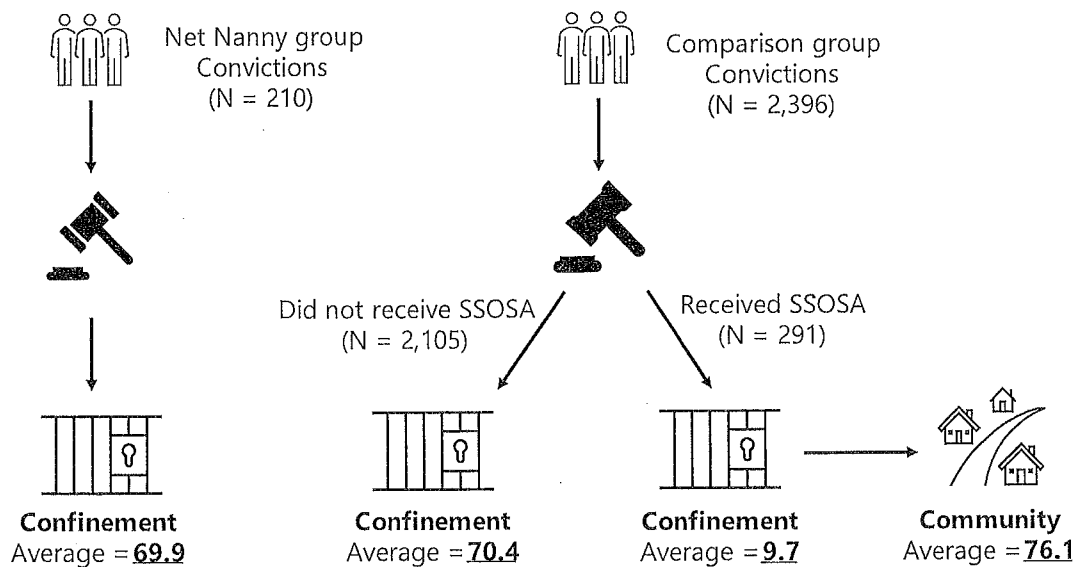 Net Nanny group
Convictions
(N = 210)
Comparison group
Convictions
(N = 2,396)
Did not receive SSOSA
(N = 2,105)
Received SSOSA
(N = 291)
Confinement
Average = 69.9
Confinement
Average = 70.4
Confinement
Average = 9.7
Community
Average = 76.1